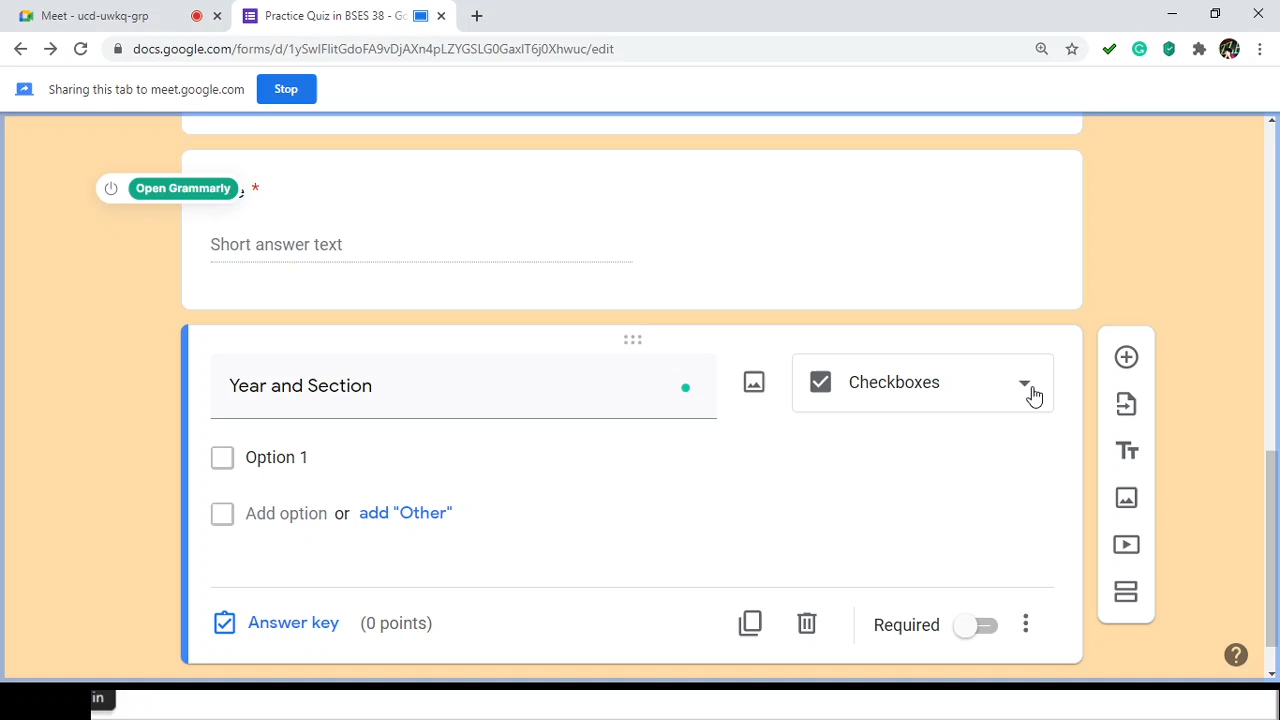 Meet - ucd-uwkq-grp
Practice Quiz in BSES 38 - Go
docs.google.com/forms/d/1ySwIFlitGdoFA9vDjAXn4pLZYGSLG0GaxIT6j0Xhwuc/edit
Sharing this tab to meet.google.com
Stop
Open Grammarly
*
Short answer text
Year and Section
Checkboxes
Option 1
Add option or add "Other"
Answer key (0 points)
Required
in